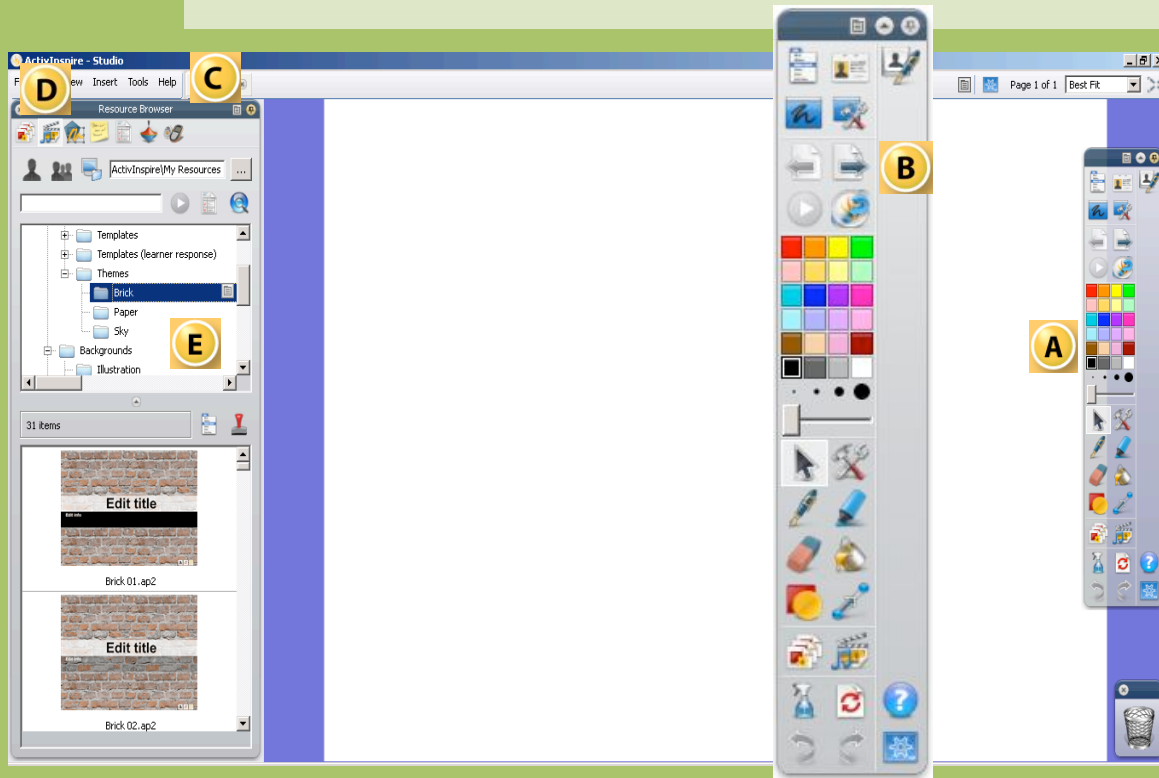 ActivInspire - Studio
Insert Tools Help
D
C
Page 1 of 1 Best Fit
Resource Browser
ActivInspire\My Resources
...
B
Templates
Templates (learner response)
Themes
Brick
Paper
Sky
E
Backgrounds
Illustration
A
31 items
Edit title
Brick 01.ap2
Edit title
Brick 02.ap2